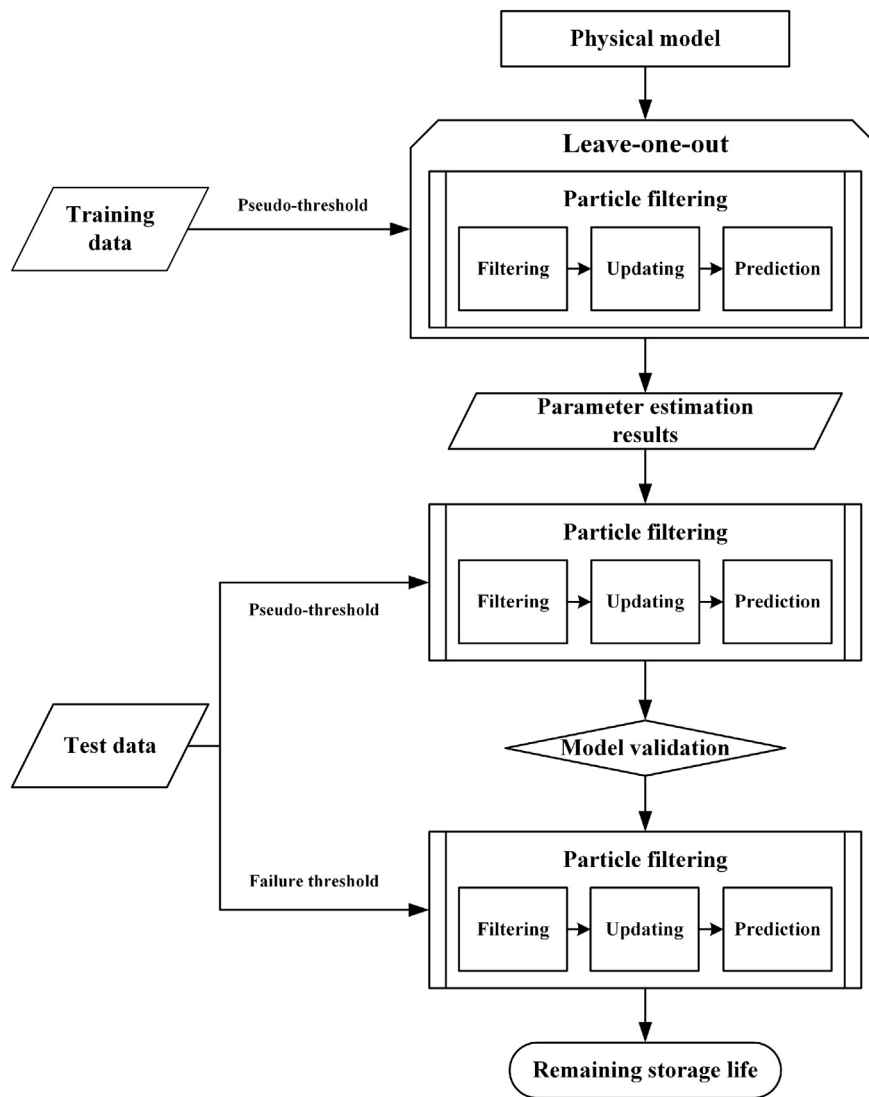 Physical model
Leave-one-out
Training
data
Pseudo-threshold
Particle filtering
Filtering
Updating
Prediction
Parameter estimation
results
Particle filtering
Filtering
Updating
Prediction
Pseudo-threshold
Test data
Model validation
Failure threshold
Particle filtering
Filtering
Updating
Prediction
Remaining storage life